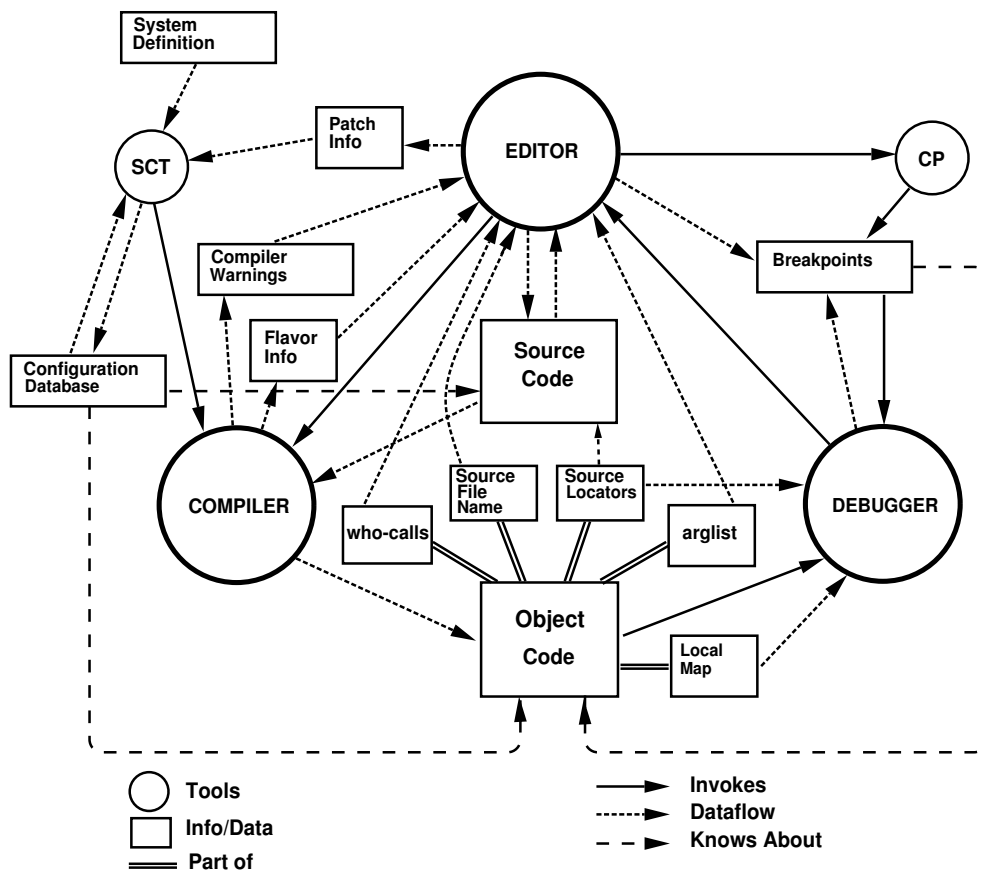 System
Definition
Patch
Info
EDITOR
SCT
CP
Compiler
Warnings
Breakpoints
Flavor
Info
Source
Code
Configuration
Database
Source
File
Name
Source
Locators
COMPILER
who-calls
arglist
DEBUGGER
Object
Code
Local
Map
Tools
Info/Data
Part of
Invokes
Dataflow
Knows About